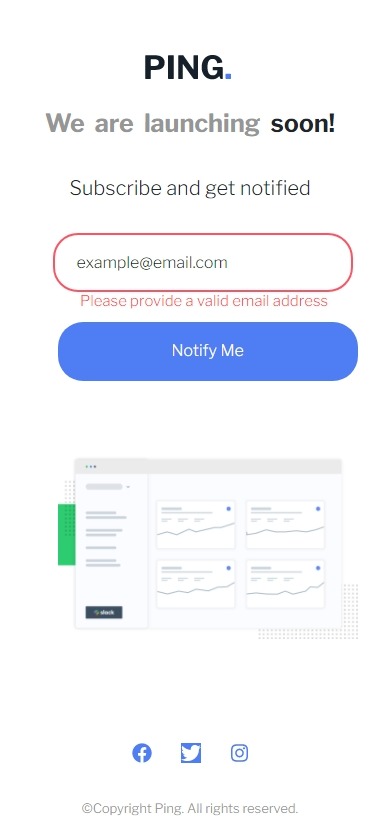 PING.
We are launching soon!
Subscribe and get notified
example@email.com
Please provide a valid email address
Notify Me
slack
©Copyright Ping. All rights reserved.